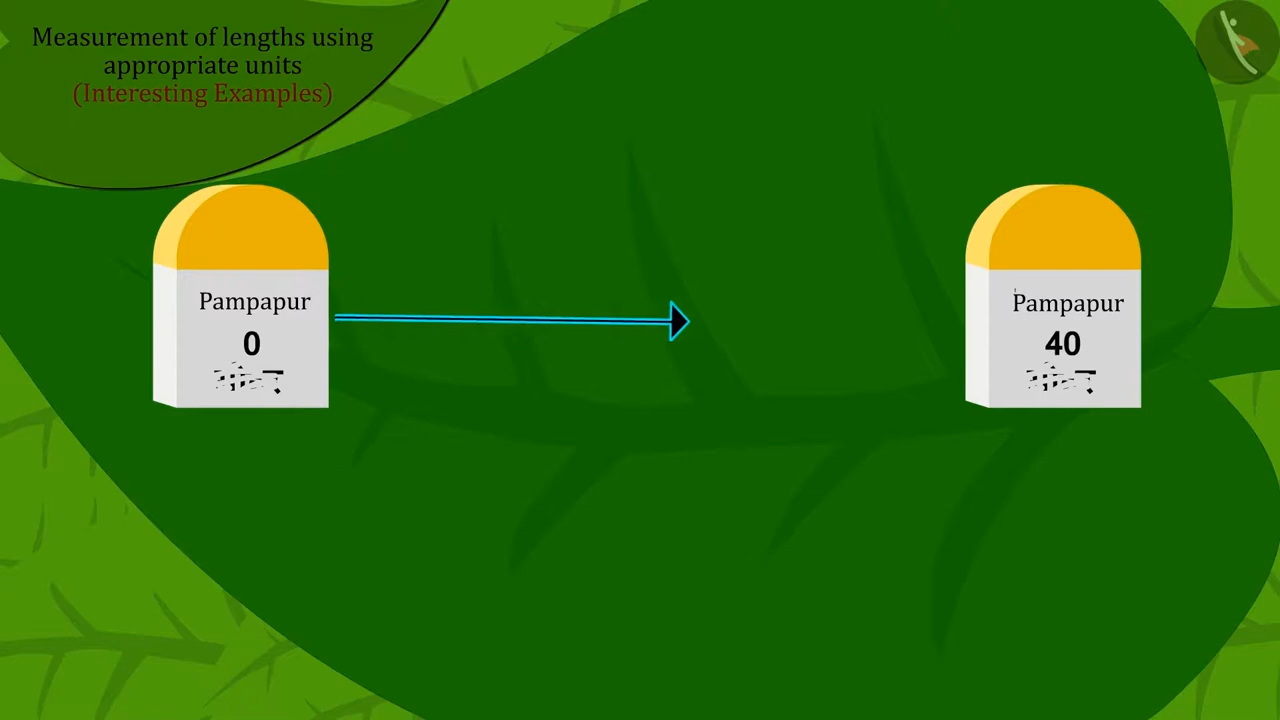 Measurement of lengths using
appropriate units
(Interesting Examples)
Pampapur
0
Pampapur
40